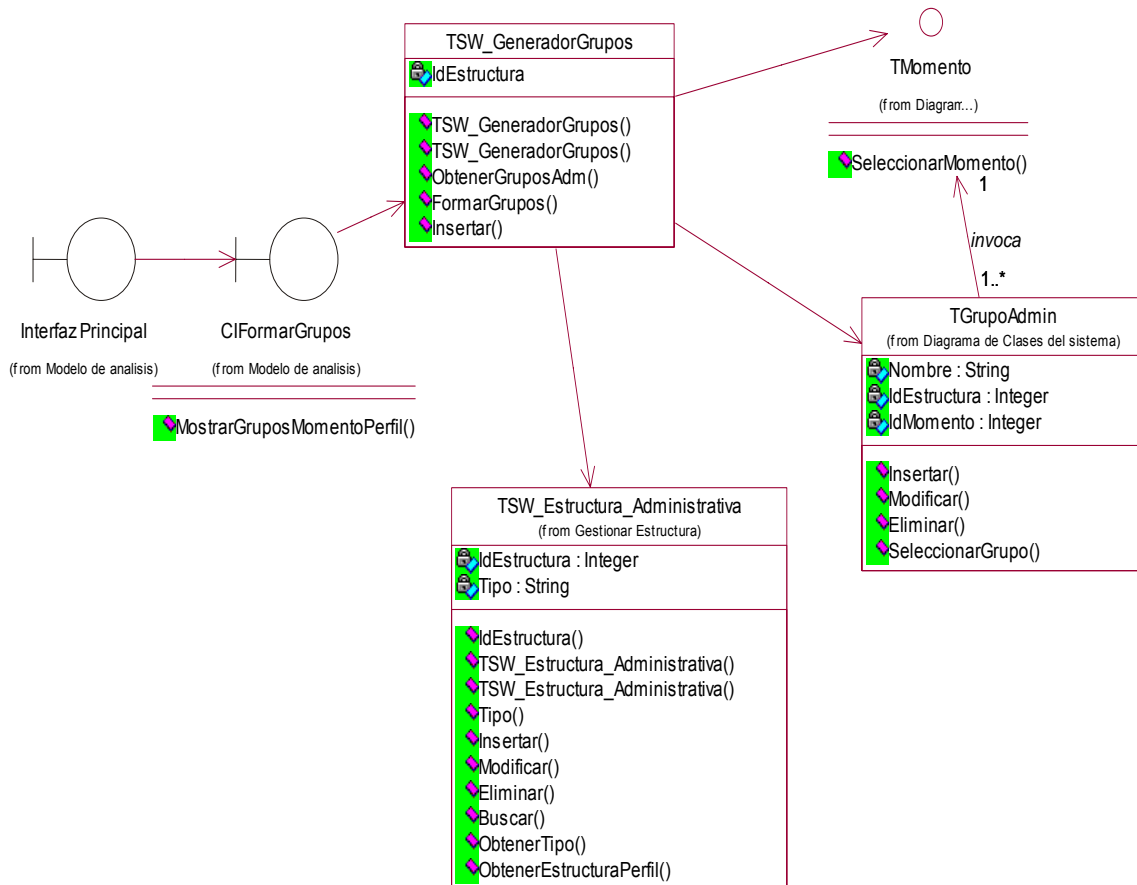 TSW_GeneradorGrupos
IdEstructura
TSW_GeneradorGrupos()
TSW_GeneradorGrupos()
ObtenerGruposAdm()
FormarGrupos()
Insertar()
TMomento
(from Diagram...)
SeleccionarMomento()
1
invoca
1..*
Interfaz Principal
(from Modelo de analisis)
CIFormarGrupos
(from Modelo de analisis)
MostrarGruposMomentoPerfil()
TGrupoAdmin
(from Diagrama de Clases del sistema)
Nombre : String
IdEstructura : Integer
IdMomento : Integer
Insertar()
Modificar()
Eliminar()
SeleccionarGrupo()
TSW_Estructura_Administrativa
(from Gestionar Estructura)
IdEstructura : Integer
Tipo : String
IdEstructura()
TSW_Estructura_Administrativa()
TSW_Estructura_Administrativa()
Tipo()
Insertar()
Modificar()
Eliminar()
Buscar()
ObtenerTipo()
ObtenerEstructuraPerfil()